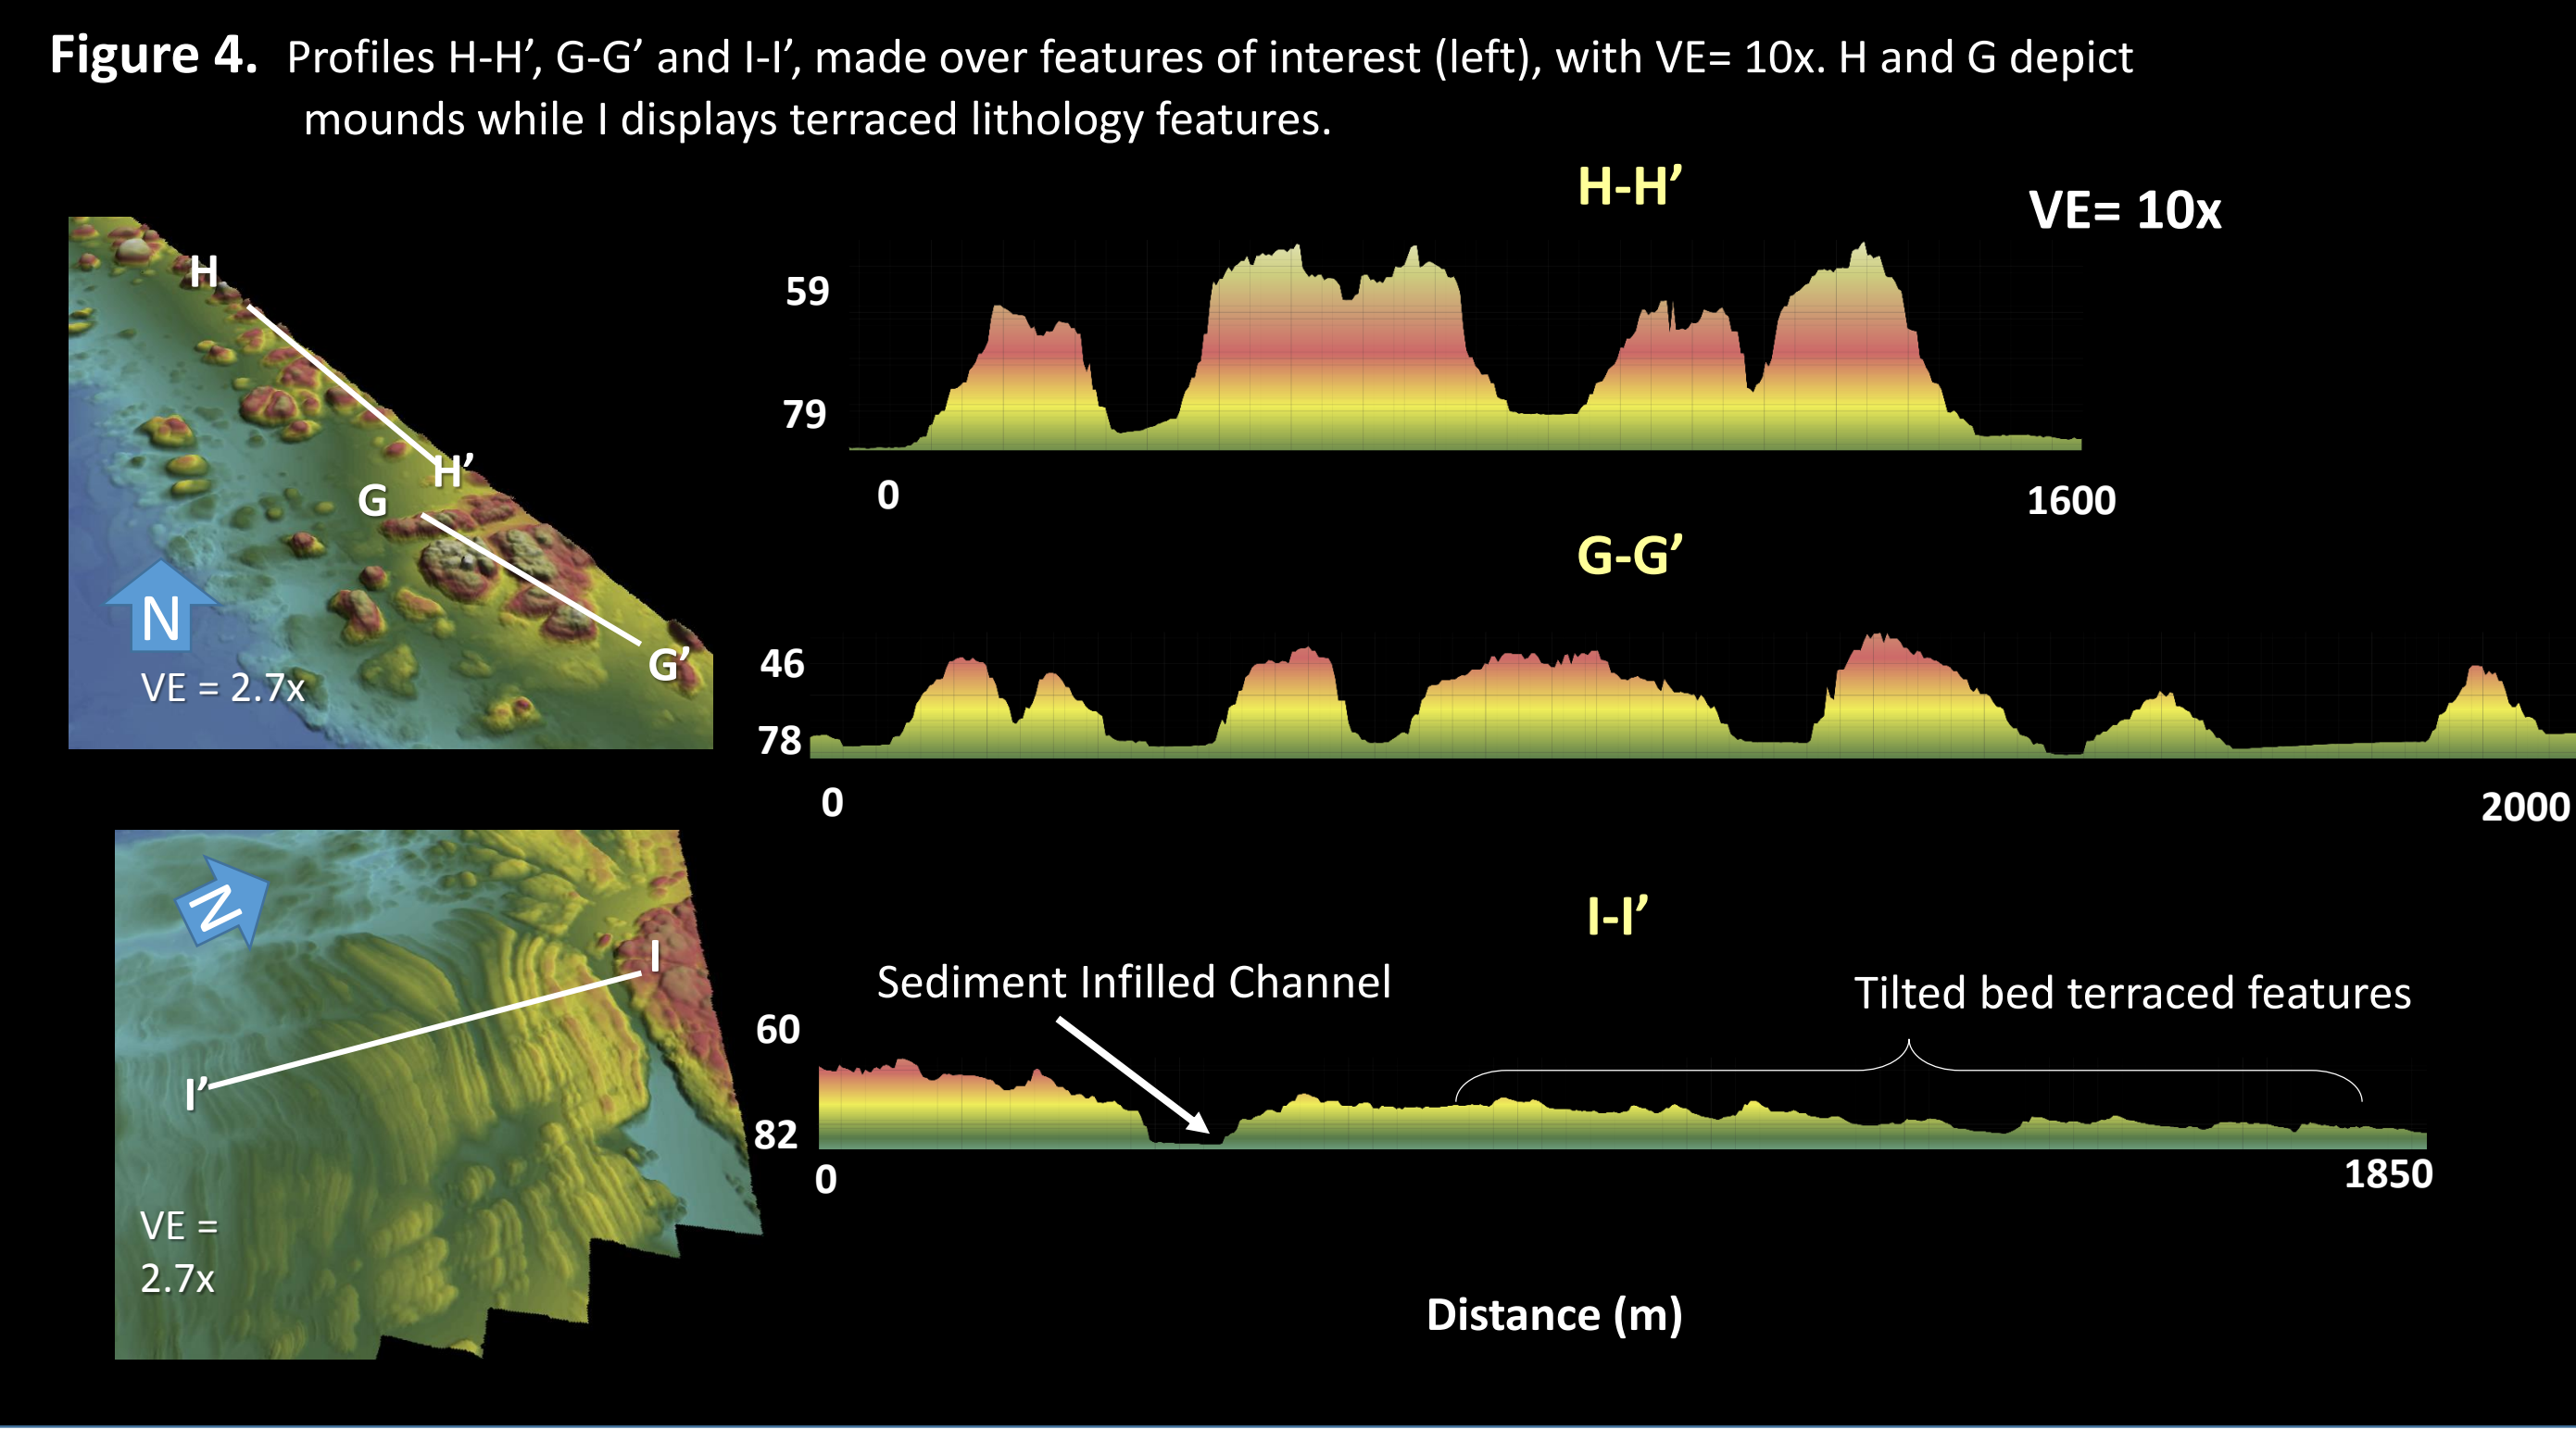 Figure 4. Profiles H-H’, G-G’ and I-I’, made over features of interest (left), with VE= 10x. H and G depict
mounds while I displays terraced lithology features.
H-H’
VE= 10x
H
59
79
H’
G
0
1600
G-G’
N
46
G’
VE = 2.7x
78
0
2000
N
I-I’
I
Sediment Infilled Channel
Tilted bed terraced features
60
I’
82
0
1850
VE =
2.7x
Distance (m)